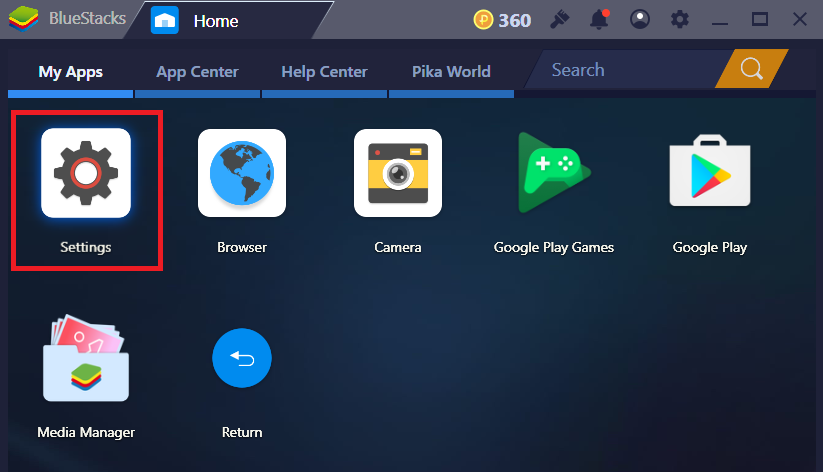 BlueStacks Home 360
My Apps App Center Help Center Pika World Search
Settings Browser Camera Google Play Games Google Play
Media Manager Return